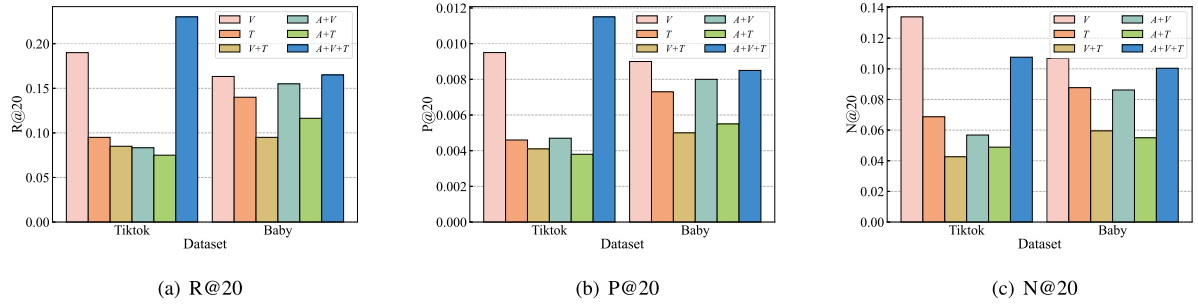 R@20
0.20
0.15
0.10
0.05
0.00
V
T
V+T
A+V
A+T
A+V+T
Tiktok
Baby
Dataset
(a) R@20
P@20
0.012
0.010
0.008
0.006
0.004
0.002
0.000
V
T
V+T
A+V
A+T
A+V+T
Tiktok
Baby
Dataset
(b) P@20
N@20
0.14
0.12
0.10
0.08
0.06
0.04
0.02
0.00
V
T
V+T
A+V
A+T
A+V+T
Tiktok
Baby
Dataset
(c) N@20